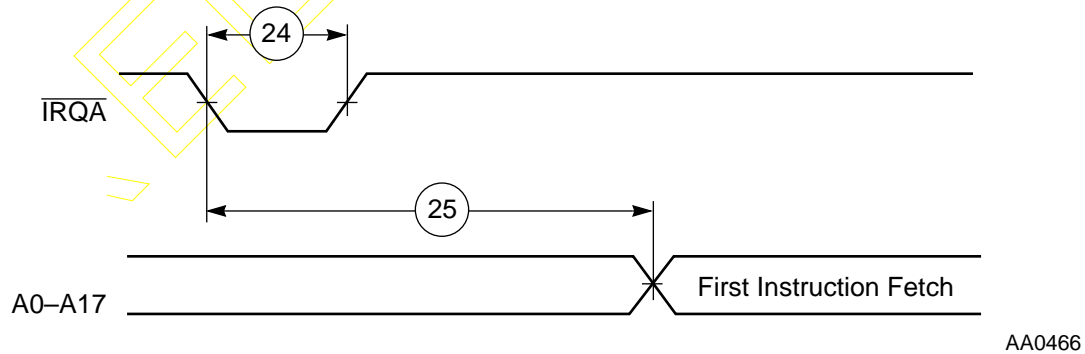 24
IRQA
25
A0–A17
First Instruction Fetch
AA0466